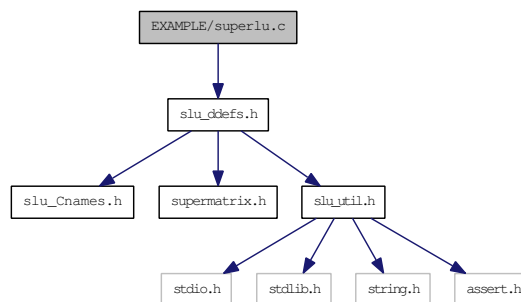 EXAMPLE/superlu.c
slu_ddefs.h
slu_Cnames.h
supermatrix.h
slu_util.h
stdio.h
stdlib.h
string.h
assert.h